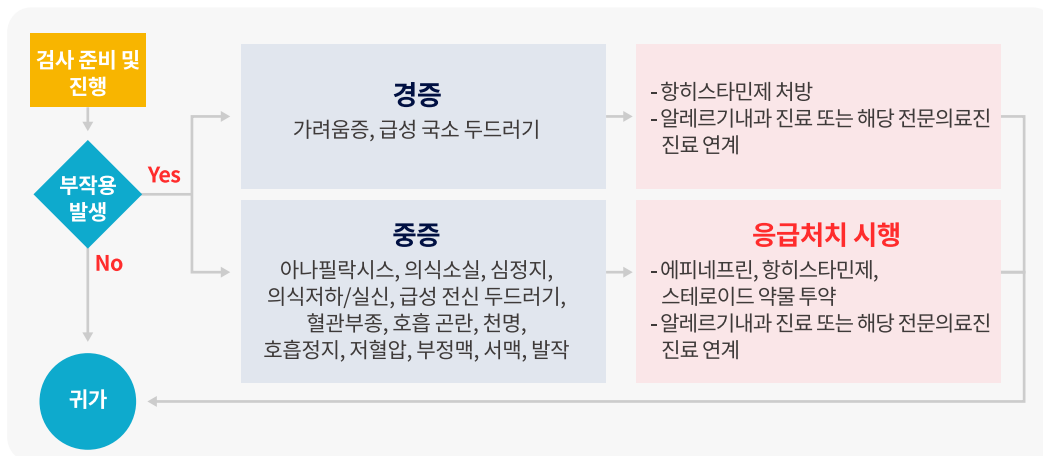 검사 준비 및
진행
부작용
발생
Yes
No
귀가
경증
가려움증, 급성 국소 두드러기
- 항히스타민제 처방
- 알레르기내과 진료 또는 해당 전문의료진
진료 연계
중증
아나필락시스, 의식소실, 심정지,
의식저하/실신, 급성 전신 두드러기,
혈관부종, 호흡 곤란, 천명,
호흡정지, 저혈압, 부정맥, 서맥, 발작
응급처치 시행
- 에피네프린, 항히스타민제,
스테로이드 약물 투약
- 알레르기내과 진료 또는 해당 전문의료진
진료 연계